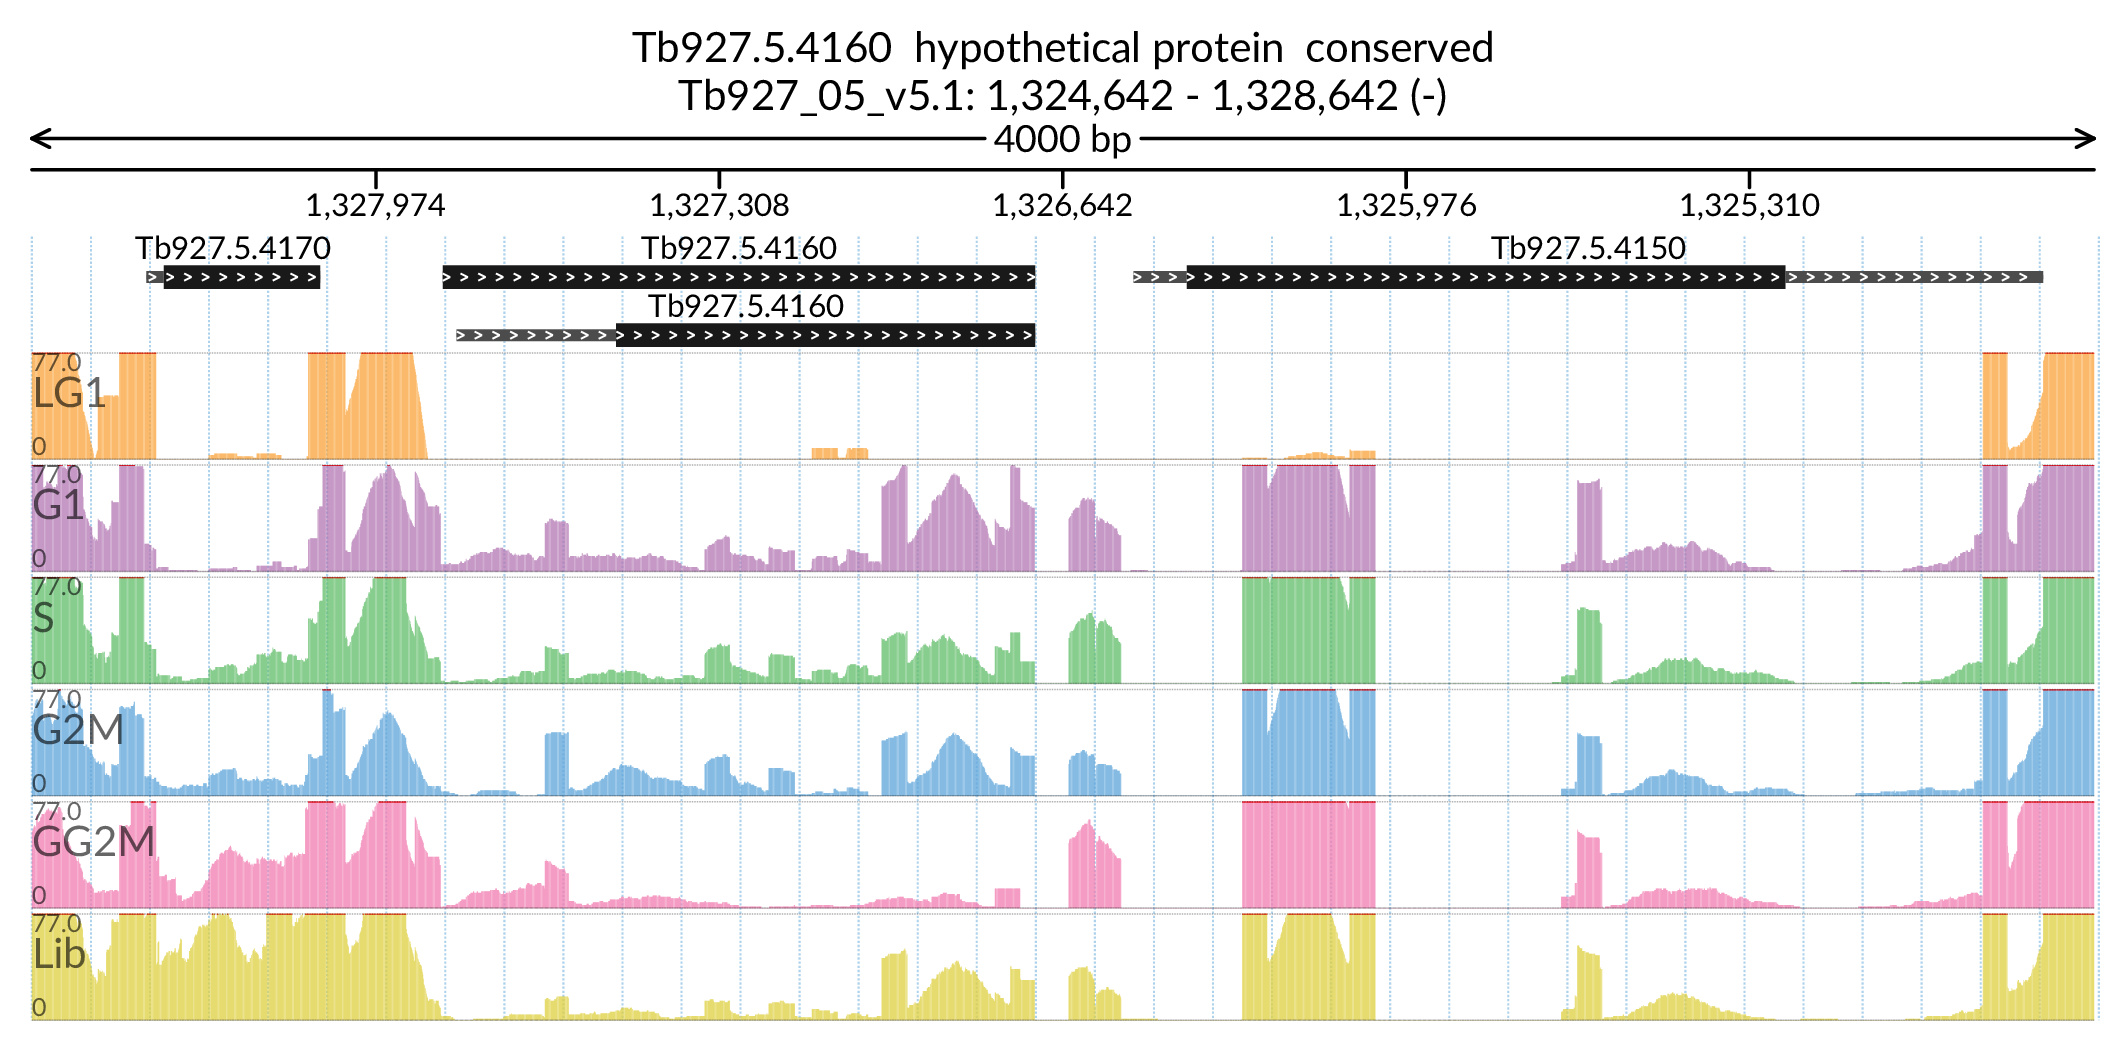 Tb927.5.4160  hypothetical protein  conserved
Tb927_05_v5.1: 1,324,642 - 1,328,642 (-)
4000 bp
1,327,974 1,327,308 1,326,642 1,325,976 1,325,310
Tb927.5.4170 Tb927.5.4160 Tb927.5.4150
Tb927.5.4160
77.0
LG1
0
77.0
G1
0
77.0
S
0
77.0
G2M
0
77.0
GG2M
0
77.0
Lib
0